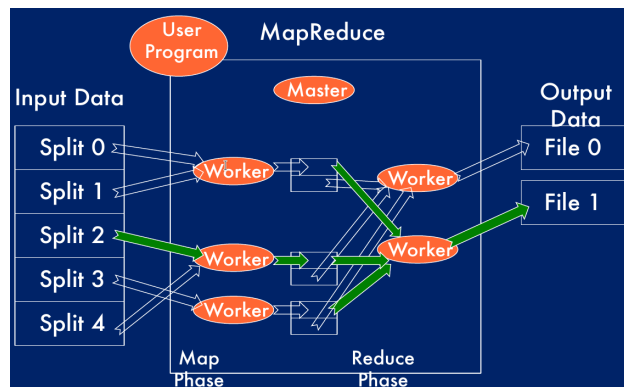 User
Program
MapReduce
Master
Input Data
Output
Data
Split 0
Split 1
Split 2
Split 3
Split 4
Worker
Worker
Worker
Worker
Worker
File 0
File 1
Map
Phase
Reduce
Phase